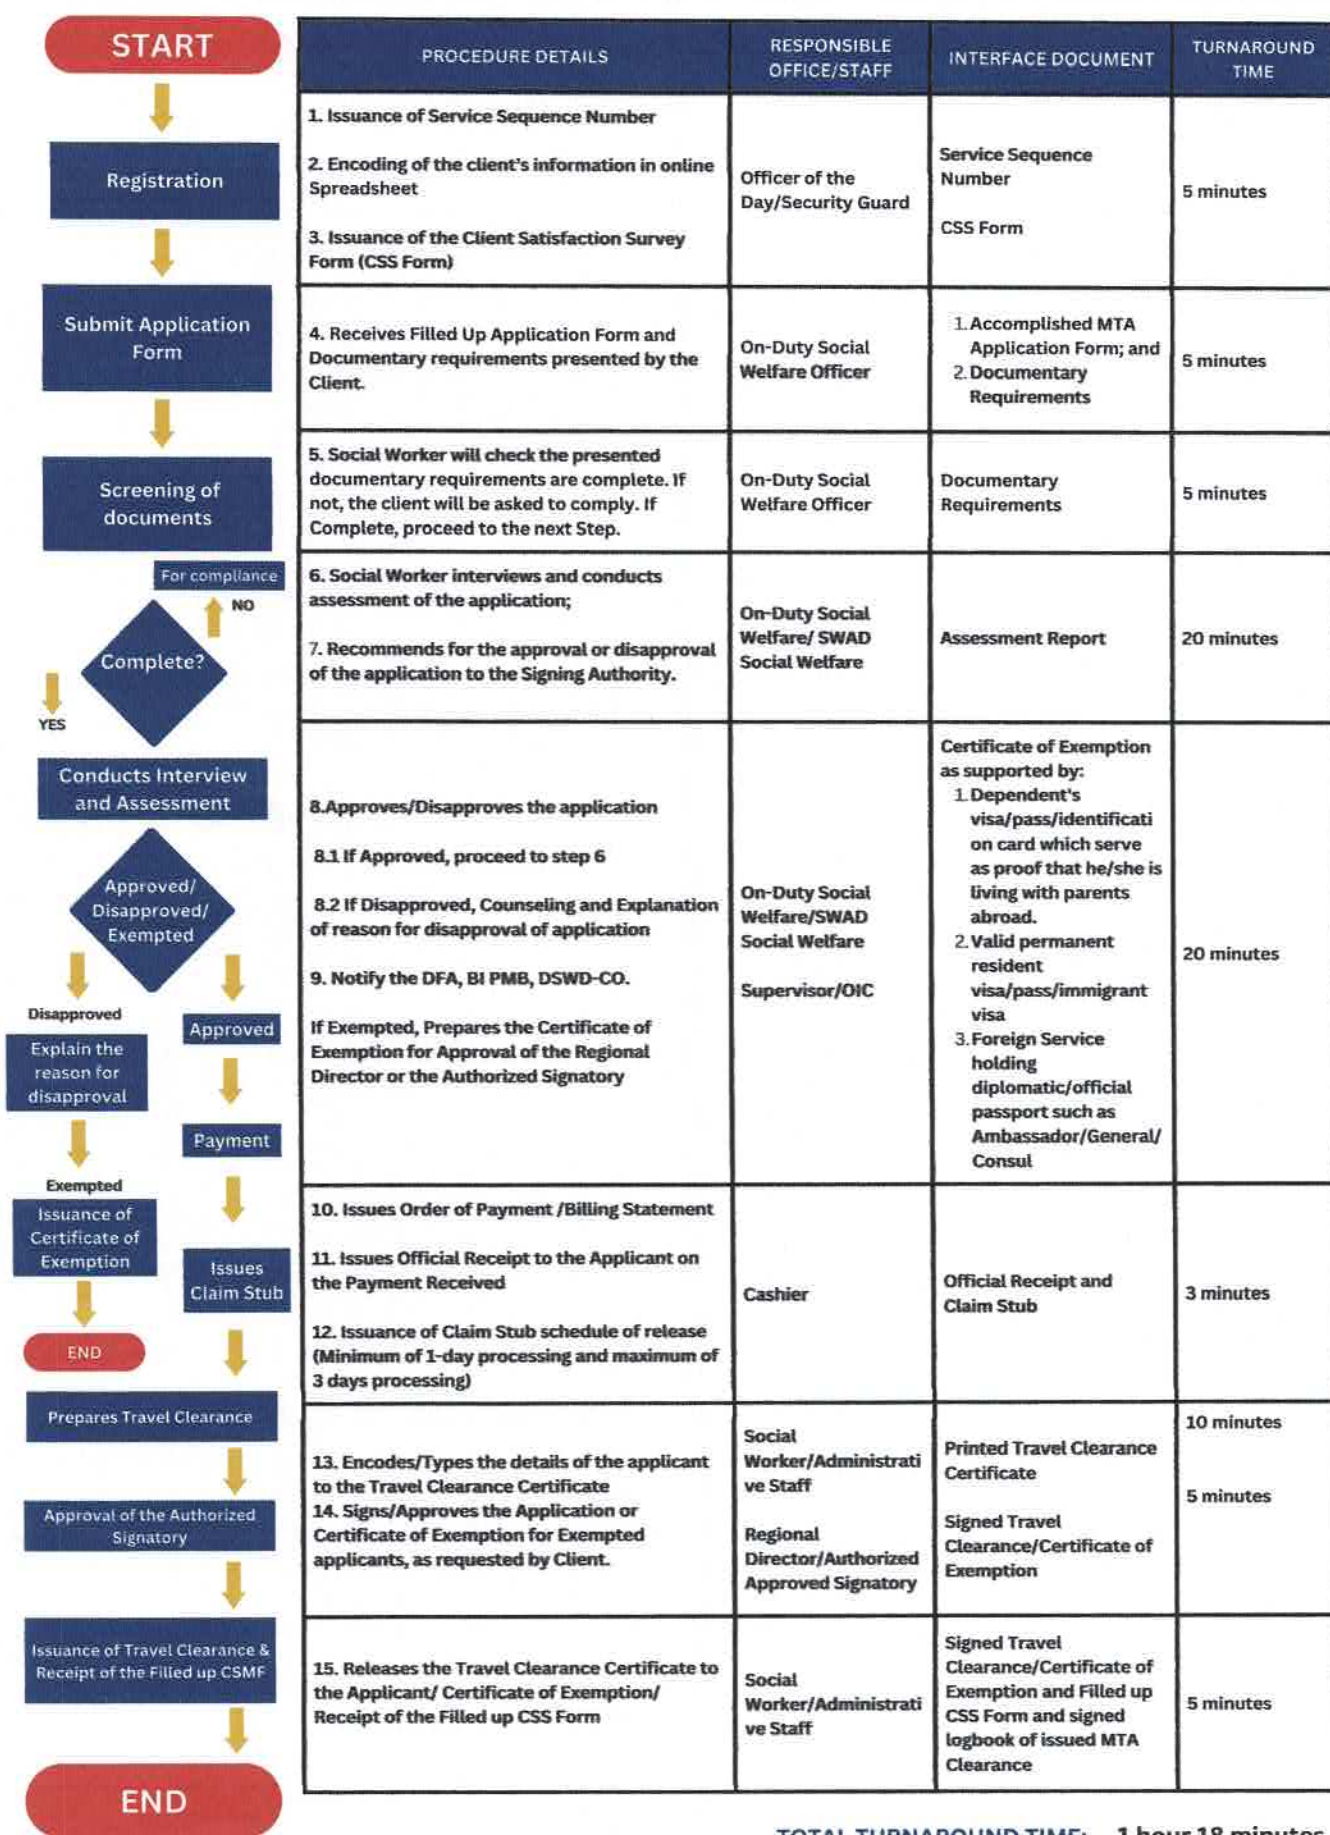 START
Registration
Submit Application
Form
Screening of
documents
For compliance
NO
Complete?
YES
Conducts Interview
and Assessment
Approved/
Disapproved/
Exempted
Disapproved
Explain the
reason for
disapproval
Exempted
Issuance of
Certificate of
Exemption
END
Approved
Payment
Issues
Claim Stub
Prepares Travel Clearance
Approval of the Authorized
Signatory
Issuance of Travel Clearance &
Receipt of the Filled up CSMF
END
PROCEDURE DETAILS
RESPONSIBLE
OFFICE/STAFF
INTERFACE DOCUMENT
TURNAROUND
TIME
1. Issuance of Service Sequence Number
2. Encoding of the client's information in online
Spreadsheet
3. Issuance of the Client Satisfaction Survey
Form (CSS Form)
Officer of the
Day/Security Guard
Service Sequence
Number
CSS Form
5 minutes
4. Receives Filled Up Application Form and
Documentary requirements presented by the
Client.
On-Duty Social
Welfare Officer
1. Accomplished MTA
Application Form; and
2. Documentary
Requirements
5 minutes
5. Social Worker will check the presented
documentary requirements are complete. If
not, the client will be asked to comply. If
Complete, proceed to the next Step.
On-Duty Social
Welfare Officer
Documentary
Requirements
5 minutes
6. Social Worker interviews and conducts
assessment of the application;
7. Recommends for the approval or disapproval
of the application to the Signing Authority.
On-Duty Social
Welfare/ SWAD
Social Welfare
Assessment Report
20 minutes
8.Approves/Disapproves the application
8.1 If Approved, proceed to step 6
8.2 If Disapproved, Counseling and Explanation
of reason for disapproval of application
9. Notify the DFA, BI PMB, DSWD-CO.
If Exempted, Prepares the Certificate of
Exemption for Approval of the Regional
Director or the Authorized Signatory
On-Duty Social
Welfare/SWAD
Social Welfare
Supervisor/OIC
Certificate of Exemption
as supported by:
1. Dependent's
visa/pass/identificati
on card which serve
as proof that he/she is
living with parents
abroad.
2. Valid permanent
resident
visa/pass/immigrant
visa
3. Foreign Service
holding
diplomatic/official
passport such as
Ambassador/General/
Consul
20 minutes
10. Issues Order of Payment /Billing Statement
11. Issues Official Receipt to the Applicant on
the Payment Received
12. Issuance of Claim Stub schedule of release
(Minimum of 1-day processing and maximum of
3 days processing)
Cashier
Official Receipt and
Claim Stub
3 minutes
13. Encodes/Types the details of the applicant
to the Travel Clearance Certificate
14. Signs/Approves the Application or
Certificate of Exemption for Exempted
applicants, as requested by Client.
Social
Worker/Administrati
ve Staff
Regional
Director/Authorized
Approved Signatory
Printed Travel Clearance
Certificate
Signed Travel
Clearance/Certificate of
Exemption
10 minutes
5 minutes
15. Releases the Travel Clearance Certificate to
the Applicant/ Certificate of Exemption/
Receipt of the Filled up CSS Form
Social
Worker/Administrati
ve Staff
Signed Travel
Clearance/Certificate of
Exemption and Filled up
CSS Form and signed
logbook of issued MTA
Clearance
5 minutes
TOTAL TURNAROUND TIME: 1 hour 18 minutes